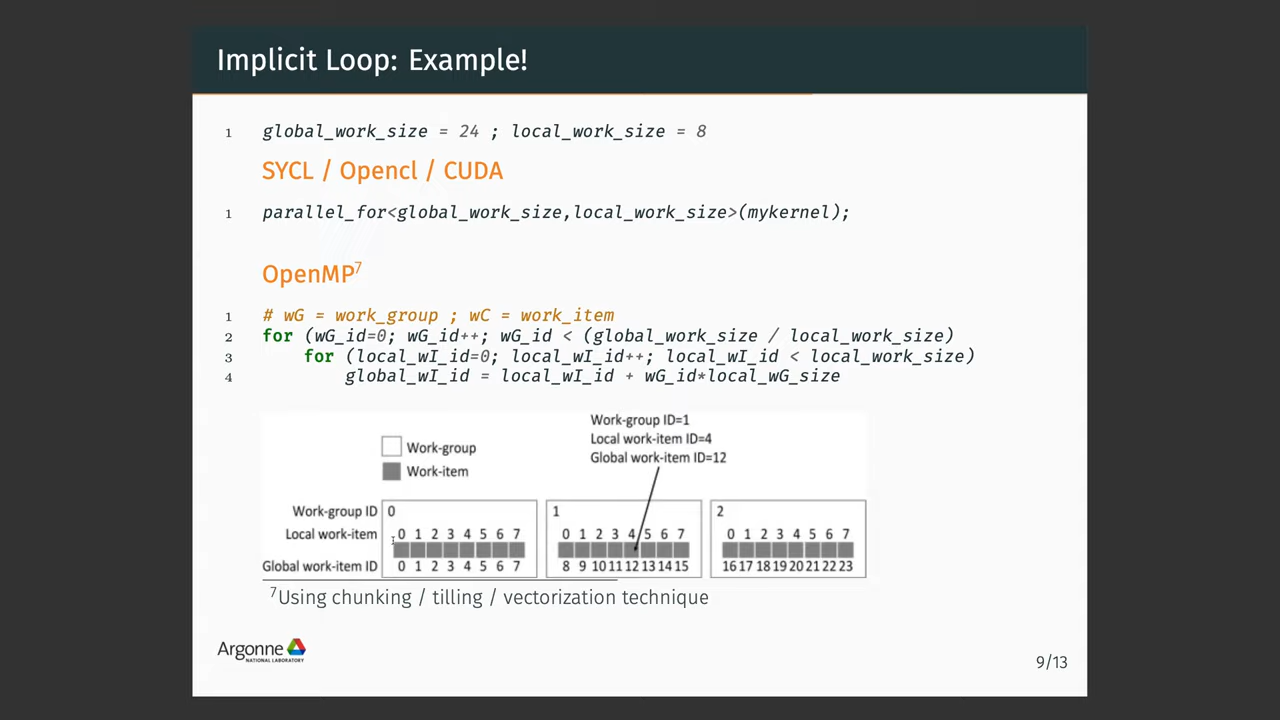 Implicit Loop: Example!
1 global_work_size = 24 ; local_work_size = 8
SYCL / Opencl / CUDA
1 parallel_for<global_work_size,local_work_size>(mykernel);
OpenMP7
1 # wG = work_group ; wC = work_item
2 for (wG_id=0; wG_id++; wG_id < (global_work_size / local_work_size)
3 for (local_wI_id=0; local_wI_id++; local_wI_id < local_work_size)
4 global_wI_id = local_wI_id + wG_id*local_wG_size
Work-group ID=1
Local work-item ID=4
Global work-item ID=12
Work-group
Work-item
Work-group ID 0 1 2
Local work-item 0 1 2 3 4 5 6 7 0 1 2 3 4 5 6 7 0 1 2 3 4 5 6 7
Global work-item ID 0 1 2 3 4 5 6 7 8 9 10 11 12 13 14 15 16 17 18 19 20 21 22 23
7Using chunking / tilling / vectorization technique
Argonne
NATIONAL LABORATORY
9/13